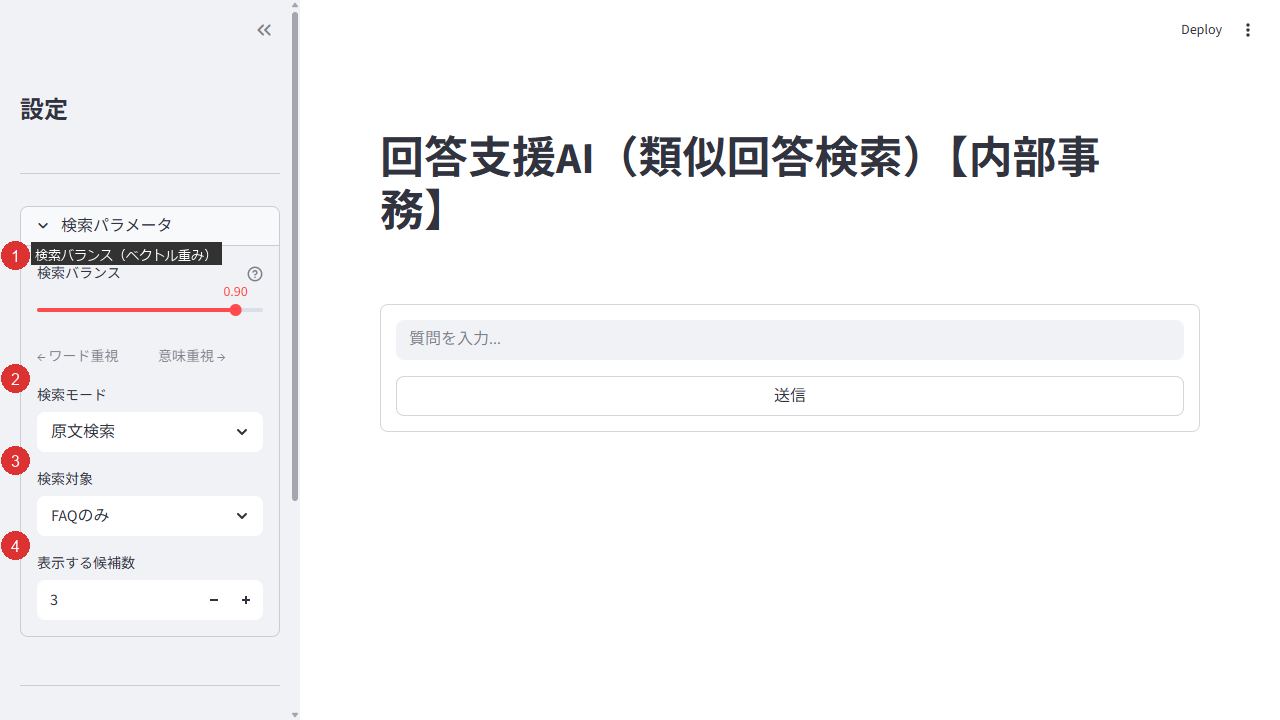 Deploy
設定
検索パラメータ
1
検索バランス（ベクトル重み）
検索バランス
0.90
←ワード重視 意味重視→
2
検索モード
原文検索
3
検索対象
FAQのみ
4
表示する候補数
3
回答支援AI（類似回答検索）【内部事
務】
質問を入力...
送信